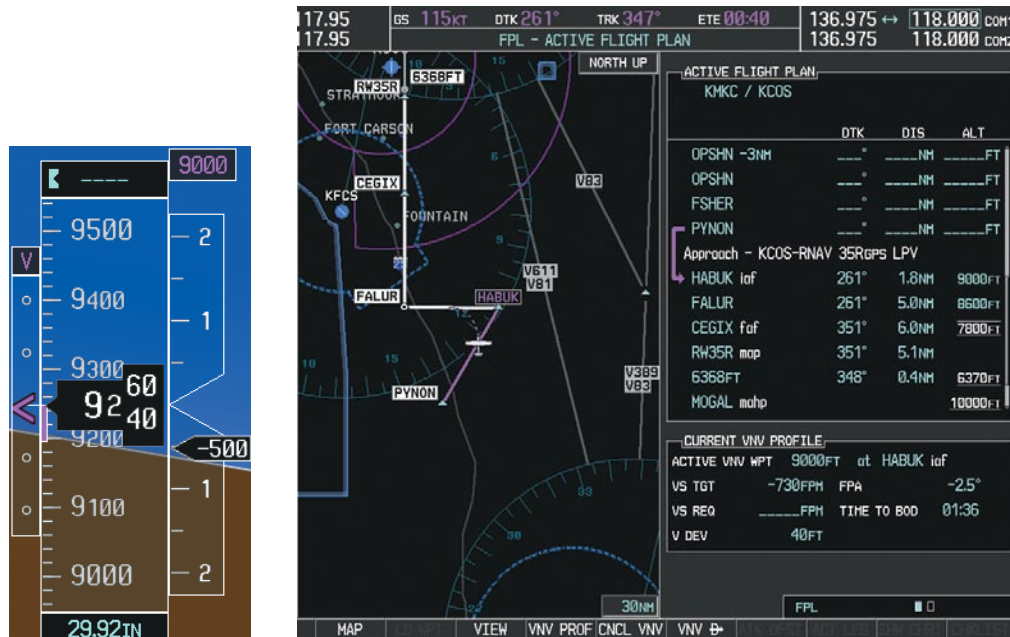 9000
----
9500
2
V
9400
1
9300
60
92
40
9200
-500
9100
1
9000
2
29.92IN
117.95 GS 115KT DTK 261° TRK 347° ETE 00:40 136.975 ↔ 118.000 COM1
117.95 FPL - ACTIVE FLIGHT PLAN 136.975 118.000 COM2
NORTH UP
RW35R 6368FT
FORT CARSON
CEGIX
KFCS
FOUNTAIN
V83
V611
V81
FALUR HABUK
PYNON
V389
V83
30NM
ACTIVE FLIGHT PLAN
KMKC / KCOS
DTK DIS ALT
OPSHN -3NM ___° ____NM _____FT
OPSHN ___° ____NM _____FT
FSHER ___° ____NM _____FT
PYNON ___° ____NM _____FT
Approach - KCOS-RNAV 35RGPS LPV
HABUK iaf 261° 1.8NM 9000FT
FALUR 261° 5.0NM 8600FT
CEGIX faf 351° 6.0NM 7800FT
RW35R map 351° 5.1NM
6368FT 348° 0.4NM 6370FT
MOGAL mahp 10000FT
CURRENT VNV PROFILE
ACTIVE VNV WPT 9000FT at HABUK iaf
VS TGT -730FPM FPA -2.5°
VS REQ _____FPM TIME TO BOD 01:36
V DEV 40FT
FPL
MAP VIEW VNV PROF CNCL VNV VNV